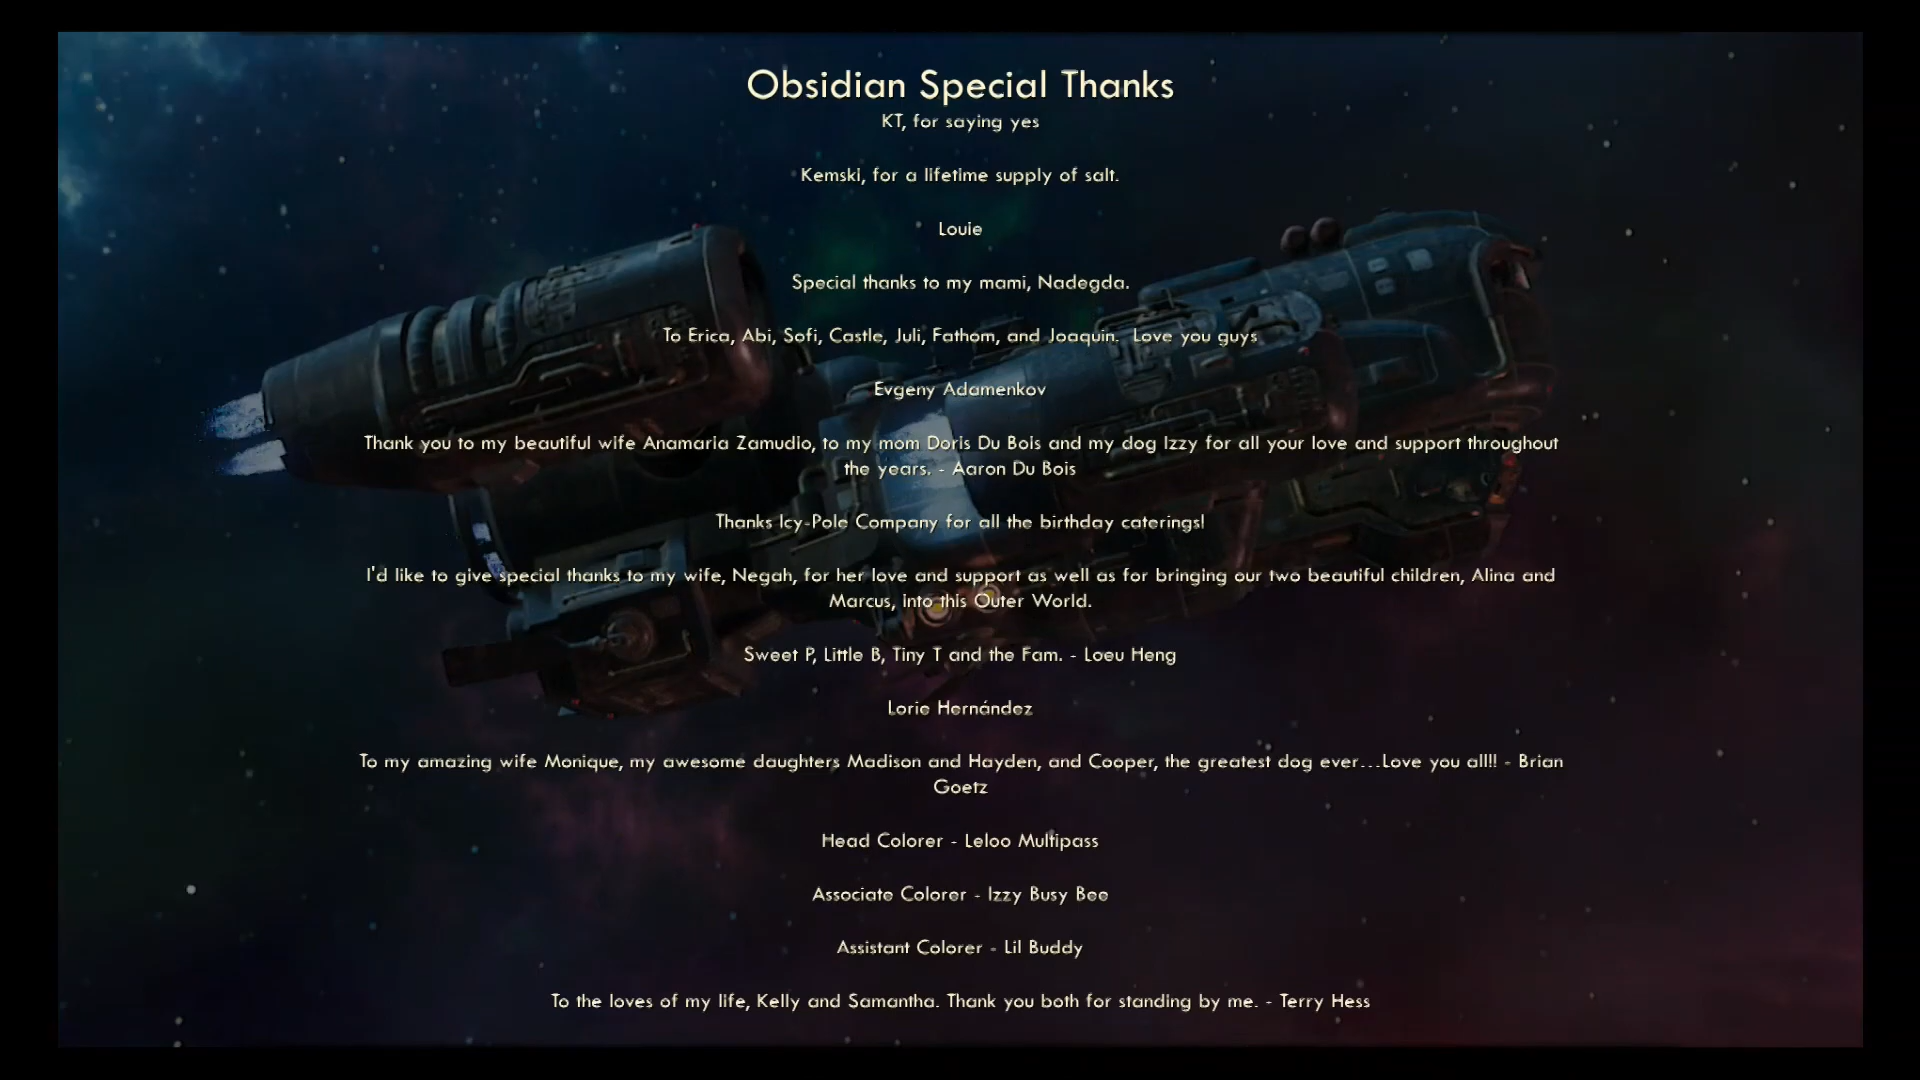 Obsidian Special Thanks
KT, for saying yes
Kemski, for a lifetime supply of salt.
Louie
Special thanks to my mami, Nadegda.
To Erica, Abi, Sofi, Castle, Juli, Fathom, and Joaquin.  Love you guys
Evgeny Adamenkov
Thank you to my beautiful wife Anamaria Zamudio, to my mom Doris Du Bois and my dog Izzy for all your love and support throughout
the years. - Aaron Du Bois
Thanks Icy-Pole Company for all the birthday caterings!
I'd like to give special thanks to my wife, Negah, for her love and support as well as for bringing our two beautiful children, Alina and
Marcus, into this Outer World.
Sweet P, Little B, Tiny T and the Fam. - Loeu Heng
Lorie Hernández
To my amazing wife Monique, my awesome daughters Madison and Hayden, and Cooper, the greatest dog ever...Love you all!! - Brian
Goetz
Head Colorer - Leloo Multipass
Associate Colorer - Izzy Busy Bee
Assistant Colorer - Lil Buddy
To the loves of my life, Kelly and Samantha. Thank you both for standing by me. - Terry Hess